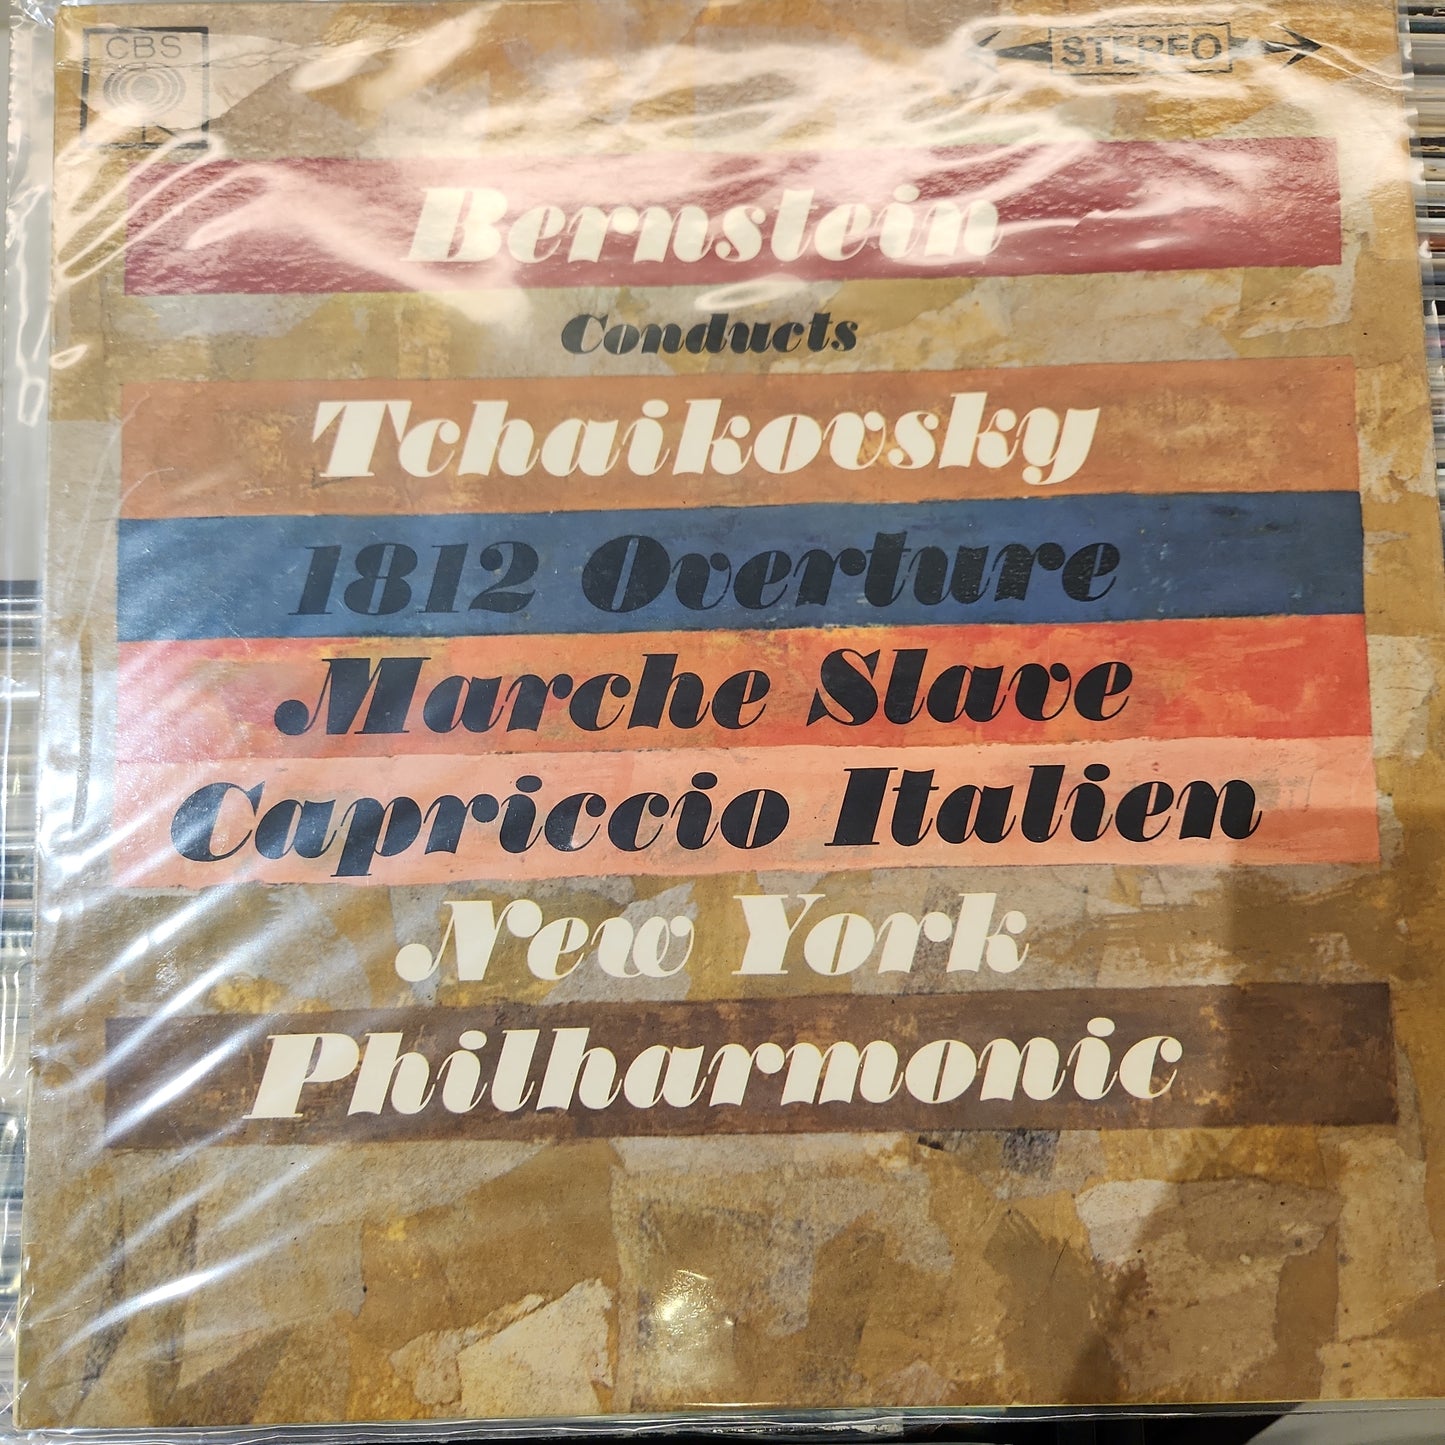 CBS
STEREO
Bernstein
Conducts
Tchaikovsky
1812 Overture
Marche Slave
Capriccio Italien
New York
Philharmonic